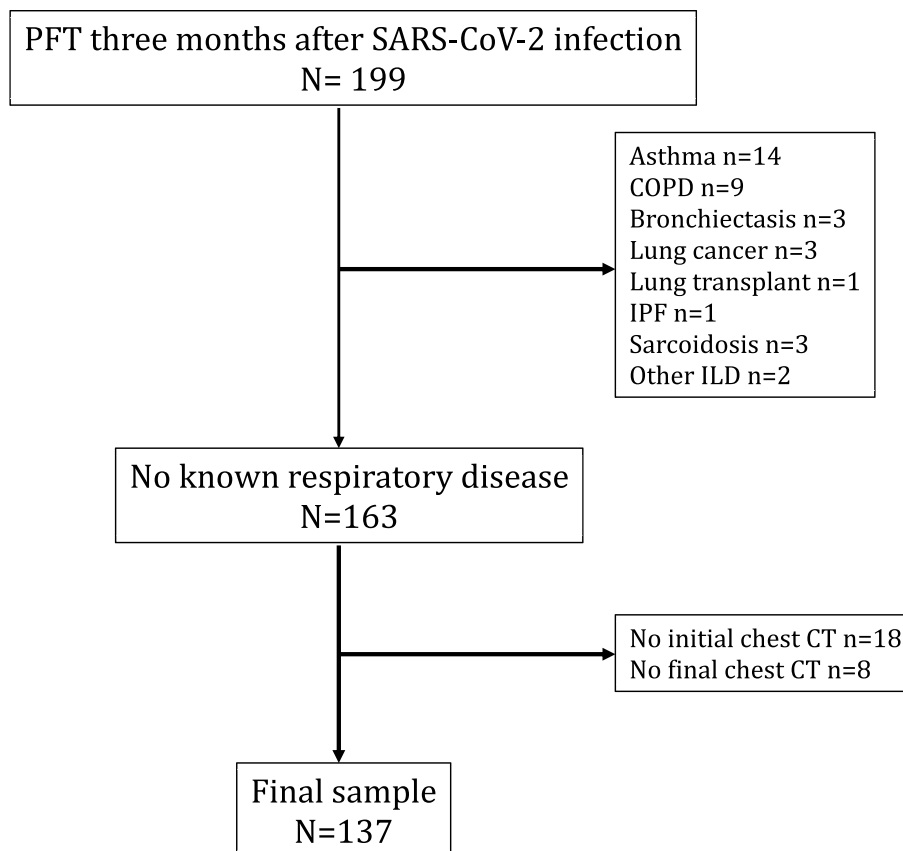 PFT three months after SARS-CoV-2 infection
N= 199
Asthma n=14
COPD n=9
Bronchiectasis n=3
Lung cancer n=3
Lung transplant n=1
IPF n=1
Sarcoidosis n=3
Other ILD n=2
No known respiratory disease
N=163
No initial chest CT n=18
No final chest CT n=8
Final sample
N=137